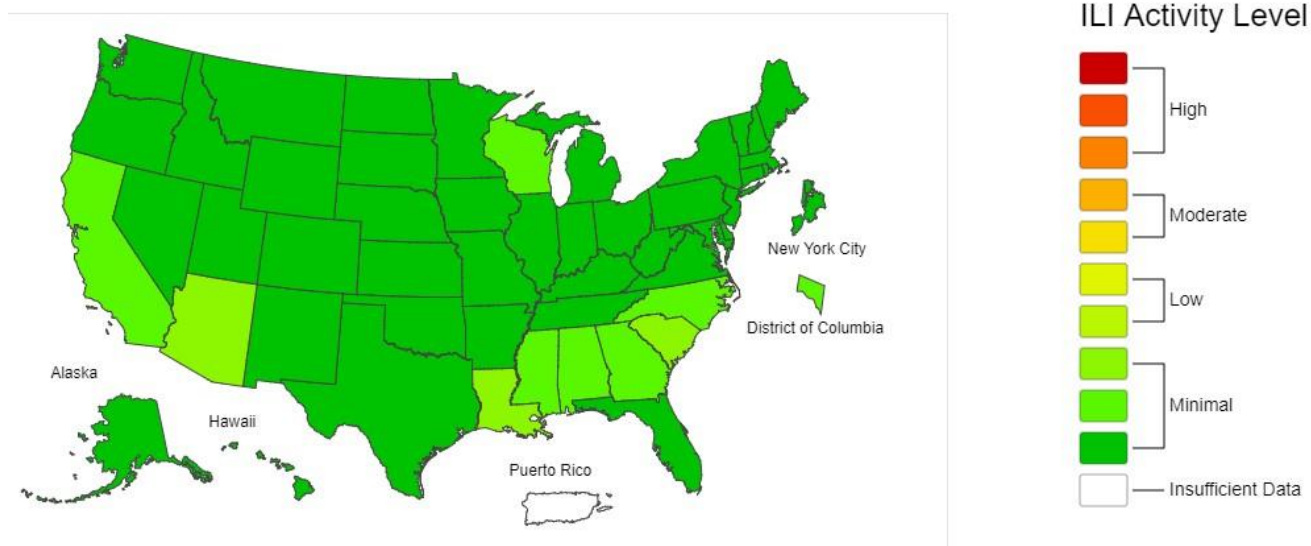 ILI Activity Level
High
Moderate
Low
Minimal
Insufficient Data
New York City
District of Columbia
Alaska
Hawaii
Puerto Rico